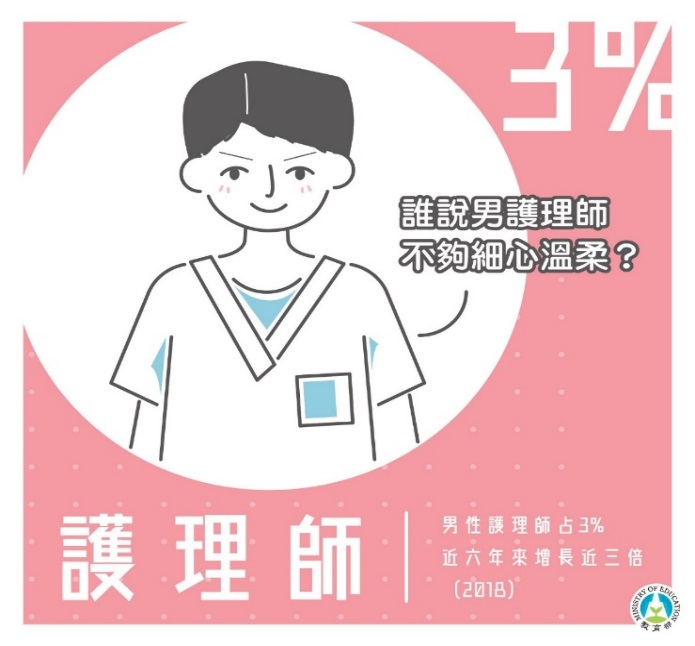 3%
誰說男護理師
不夠細心溫柔？
護理師
男性護理師占3%
近六年來增長近三倍
(2018)
MINISTRY OF EDUCATION
教育部